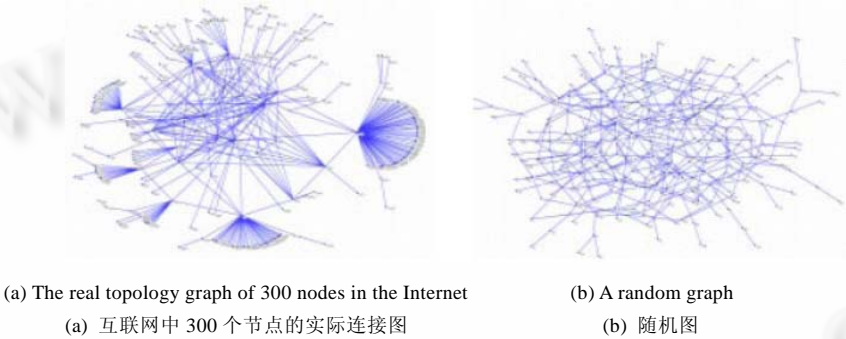 (a) The real topology graph of 300 nodes in the Internet
(b) A random graph
(a) 互联网中 300 个节点的实际连接图
(b) 随机图